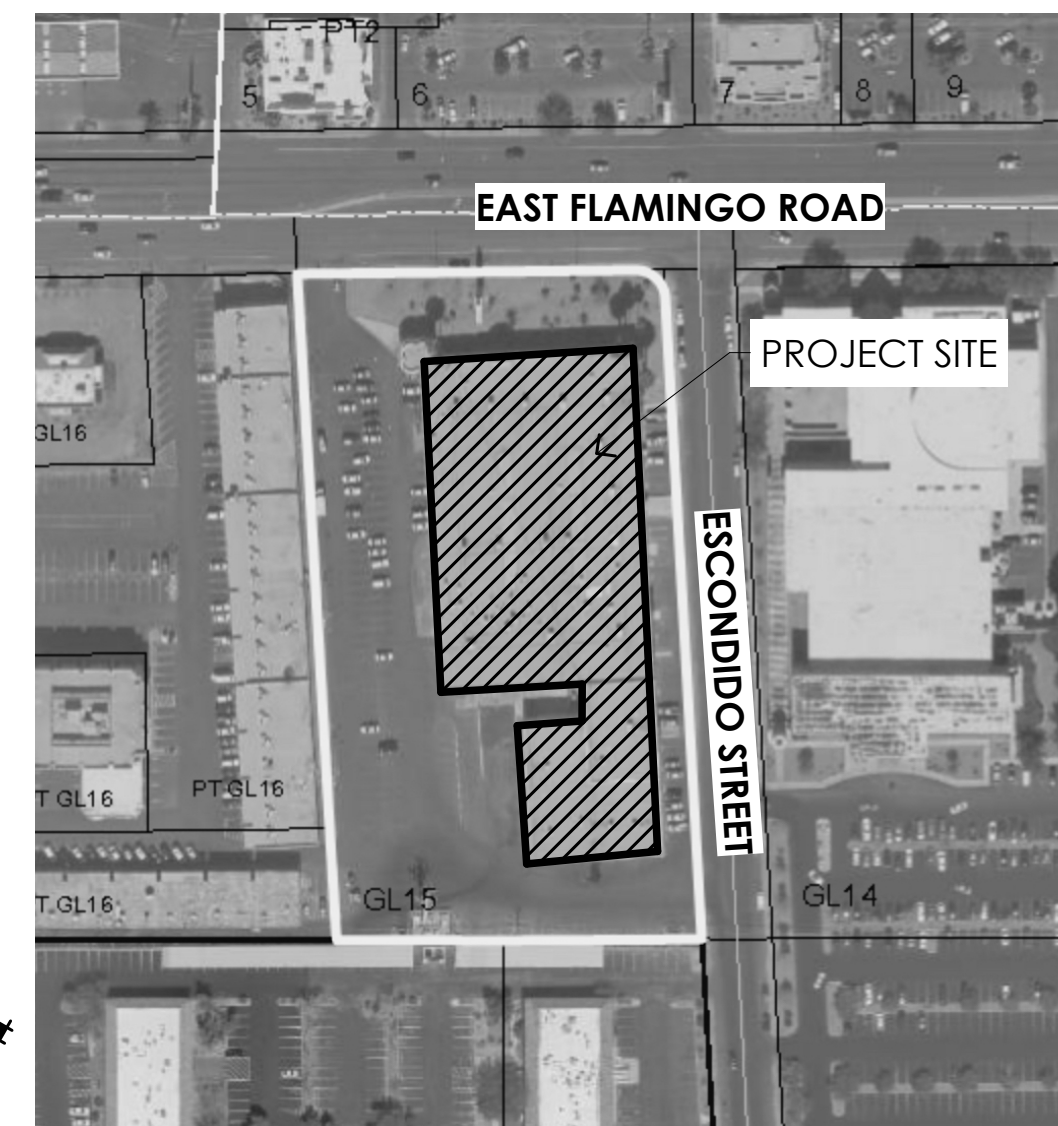 PT2
5
6
7
8
9
EAST FLAMINGO ROAD
PROJECT SITE
GL16
ESCONDIDO STREET
PT GL16
T GL16
T GL16
GL15
GL14